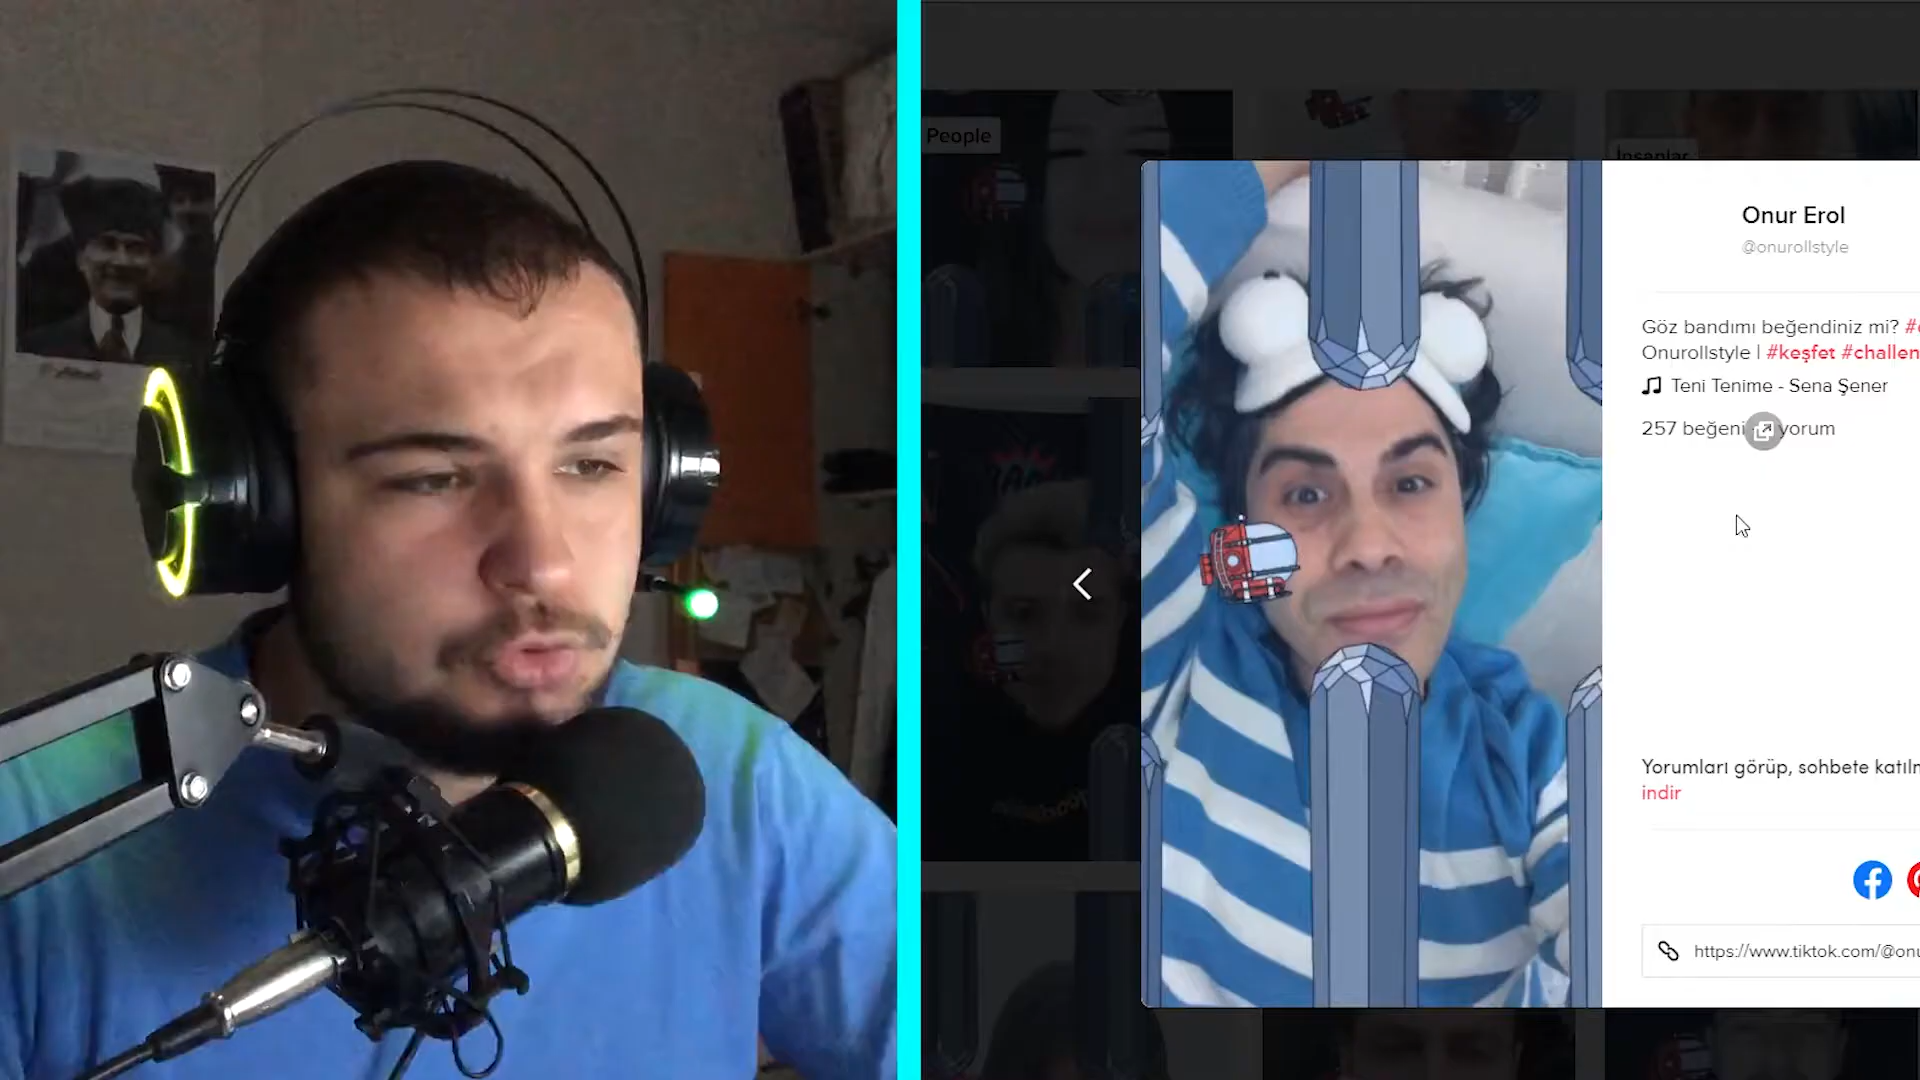 People
İnsanlar
Onur Erol
@onurollstyle
Göz bandımı beğendiniz mi?
Onurollstyle | #keşfet #challen
Teni Tenime - Sena Şener
257 beğeni yorum
Yorumları görüp, sohbete
indir
https://www.tiktok.com/@onu